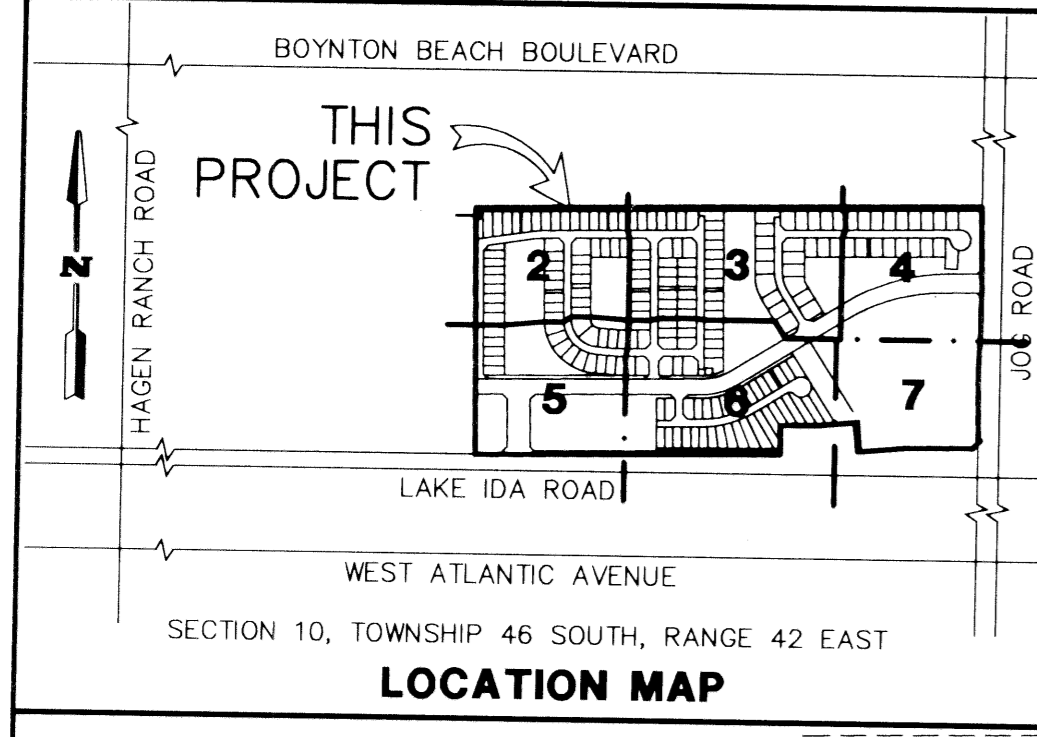 BOYNTON BEACH BOULEVARD
THIS
PROJECT
HAGEN RANCH ROAD
N
2
3
4
5
6
7
JOG ROAD
LAKE IDA ROAD
WEST ATLANTIC AVENUE
SECTION 10, TOWNSHIP 46 SOUTH, RANGE 42 EAST
LOCATION MAP